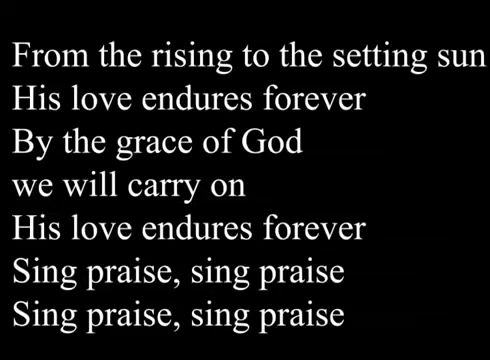 From the rising to the setting sun
His love endures forever
By the grace of God
we will carry on
His love endures forever
Sing praise, sing praise
Sing praise, sing praise